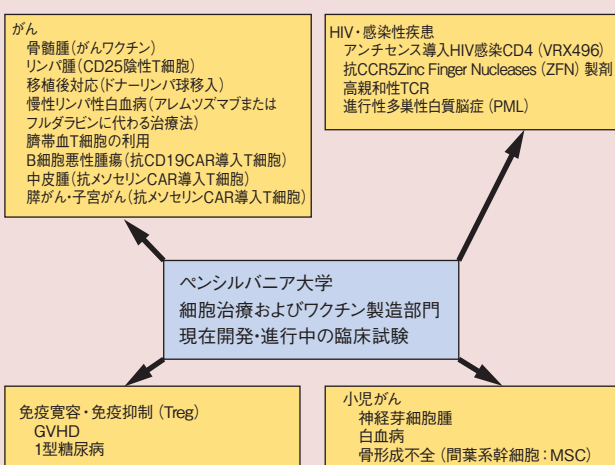 がん
骨髄腫（がんワクチン）
リンパ腫（CD25陰性T細胞）
移植後対応（ドナーリンパ球移入）
慢性リンパ性白血病（アレムツズマブまたは
フルダラビンに代わる治療法）
臍帯血T細胞の利用
B細胞悪性腫瘍（抗CD19CAR導入T細胞）
中皮腫（抗メソセリンCAR導入T細胞）
膵がん・子宮がん（抗メソセリンCAR導入T細胞）
HIV・感染性疾患
アンチセンス導入HIV感染CD4（VRX496）
抗CCR5Zinc Finger Nucleases（ZFN）製剤
高親和性TCR
進行性多巣性白質脳症（PML）
ペンシルバニア大学
細胞治療およびワクチン製造部門
現在開発・進行中の臨床試験
免疫寛容・免疫抑制（Treg）
GVHD
1型糖尿病
小児がん
神経芽細胞腫
白血病
骨形成不全（間葉系幹細胞：MSC）